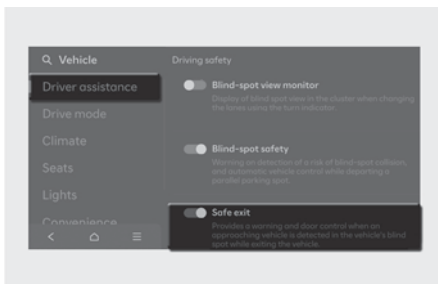 Vehicle
Driving safety
Driver assistance
Blind-spot view monitor
Display of blind spot view in the cluster when changing
the lanes using the turn indicator.
Drive mode
Climate
Blind-spot safety
Warning on detection of a risk of blind-spot collision,
and automatic vehicle control while departing a
parallel parking spot.
Seats
Lights
Safe exit
Provides a warning and door control when an
approaching vehicle is detected in the vehicle's blind
spot while exiting the vehicle.
Convenience